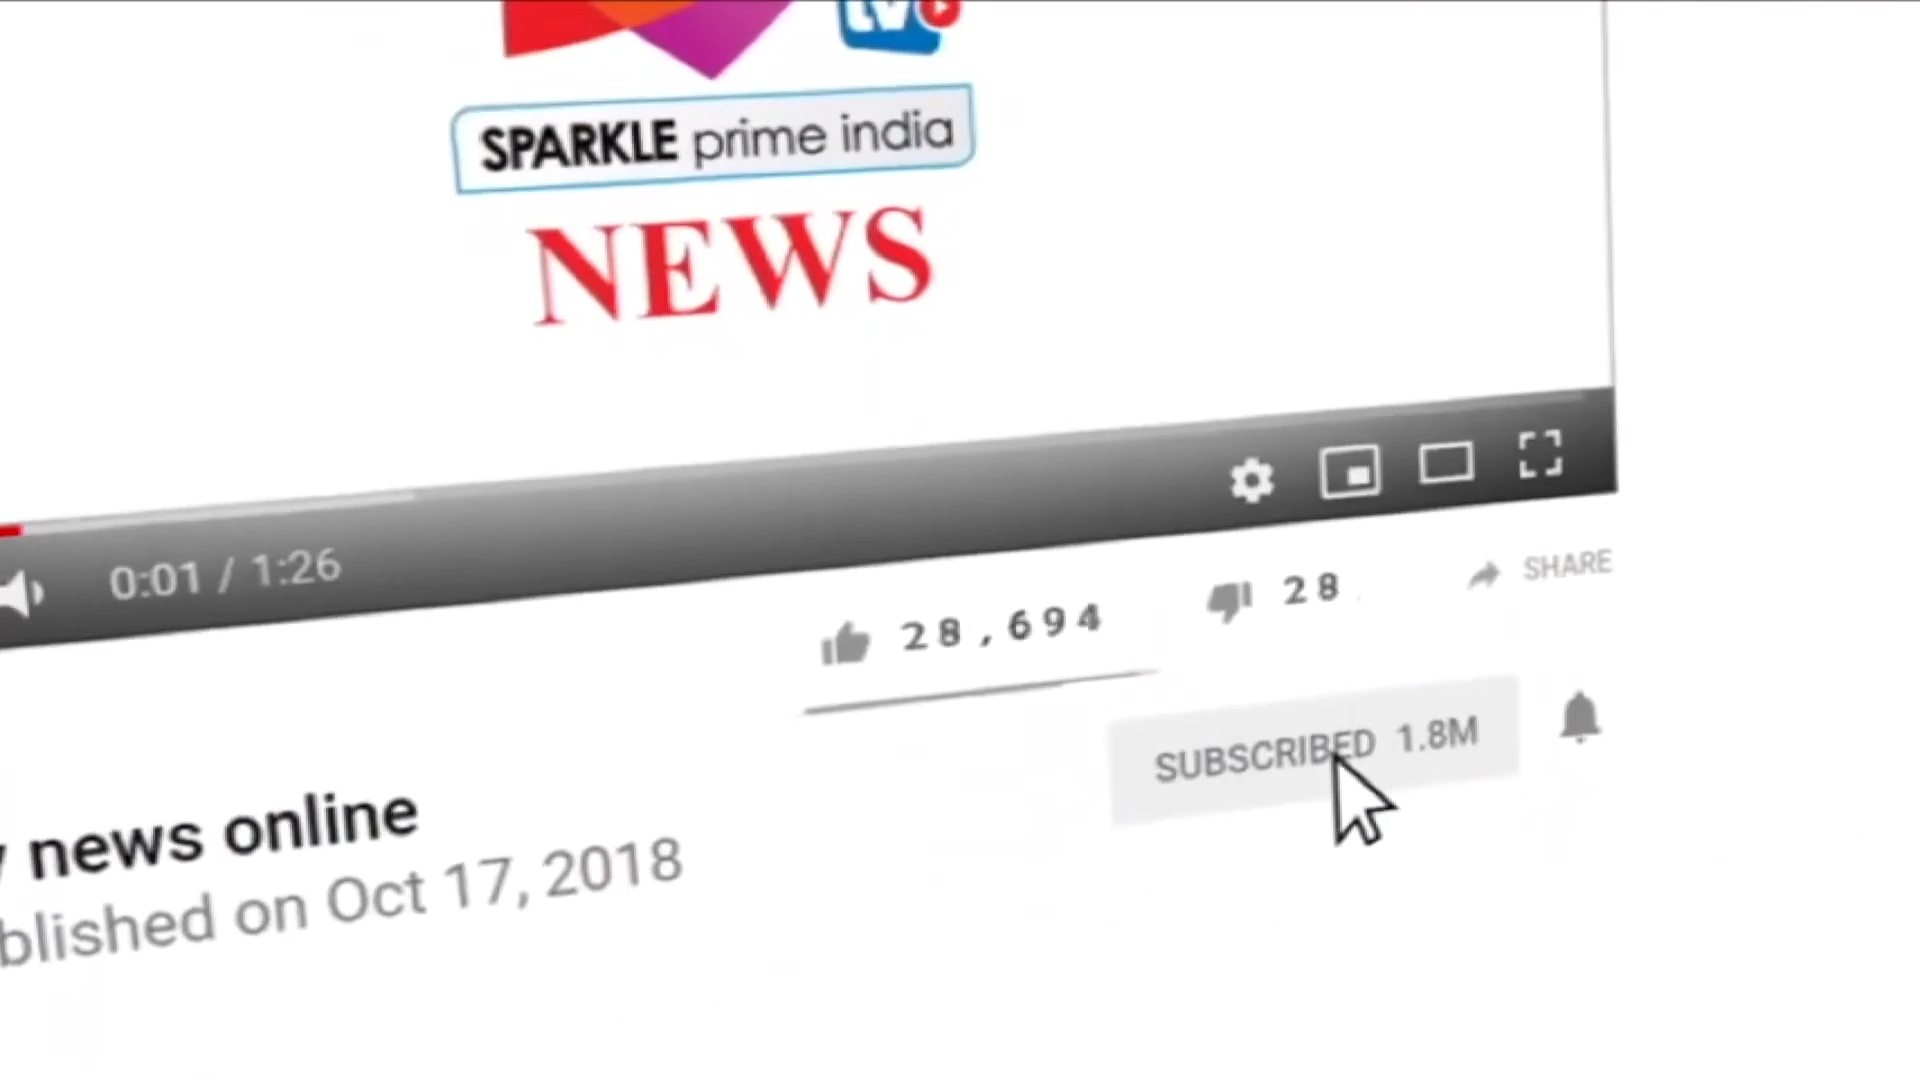 tv
SPARKLE prime india
NEWS
0:01 / 1:26
28,694
28
SHARE
SUBSCRIBED 1.8M
news online
blished on Oct 17, 2018